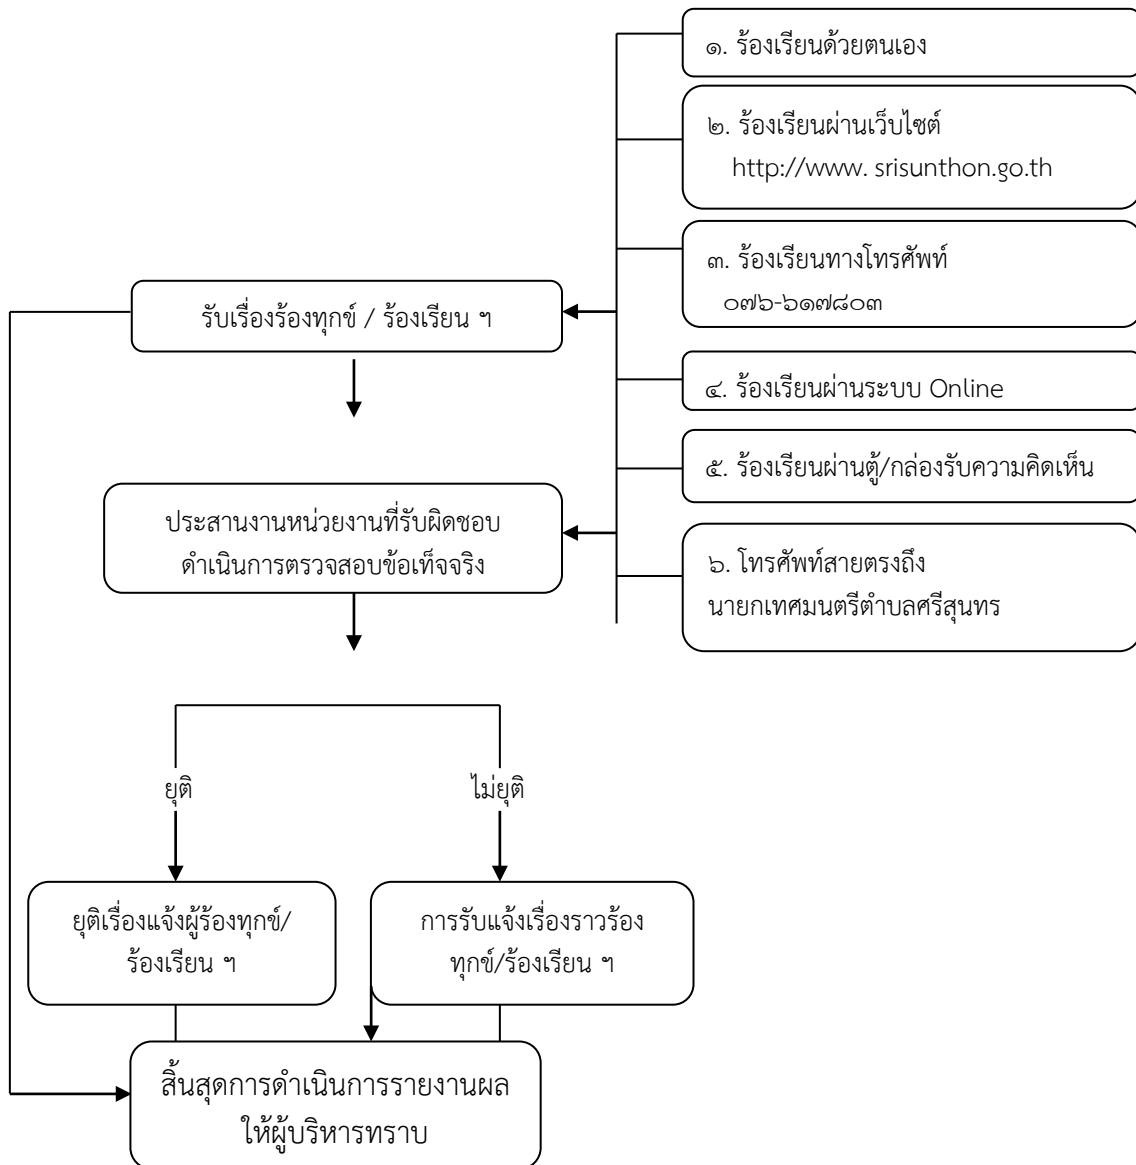 ๑. ร้องเรียนด้วยตนเอง
๒. ร้องเรียนผ่านเว็บไซต์
http://www. srisunthon.go.th
๓. ร้องเรียนทางโทรศัพท์
๐๗๖-๖๑๗๘๐๓
๔. ร้องเรียนผ่านระบบ Online
๕. ร้องเรียนผ่านตู้/กล่องรับความคิดเห็น
๖. โทรศัพท์สายตรงถึง
นายกเทศมนตรีตำบลศรีสุนทร
รับเรื่องร้องทุกข์ / ร้องเรียน ฯ
ประสานงานหน่วยงานที่รับผิดชอบ
ดำเนินการตรวจสอบข้อเท็จจริง
ยุติ
ไม่ยุติ
ยุติเรื่องแจ้งผู้ร้องทุกข์/
ร้องเรียน ฯ
การรับแจ้งเรื่องราวร้อง
ทุกข์/ร้องเรียน ฯ
สิ้นสุดการดำเนินการรายงานผล
ให้ผู้บริหารทราบ